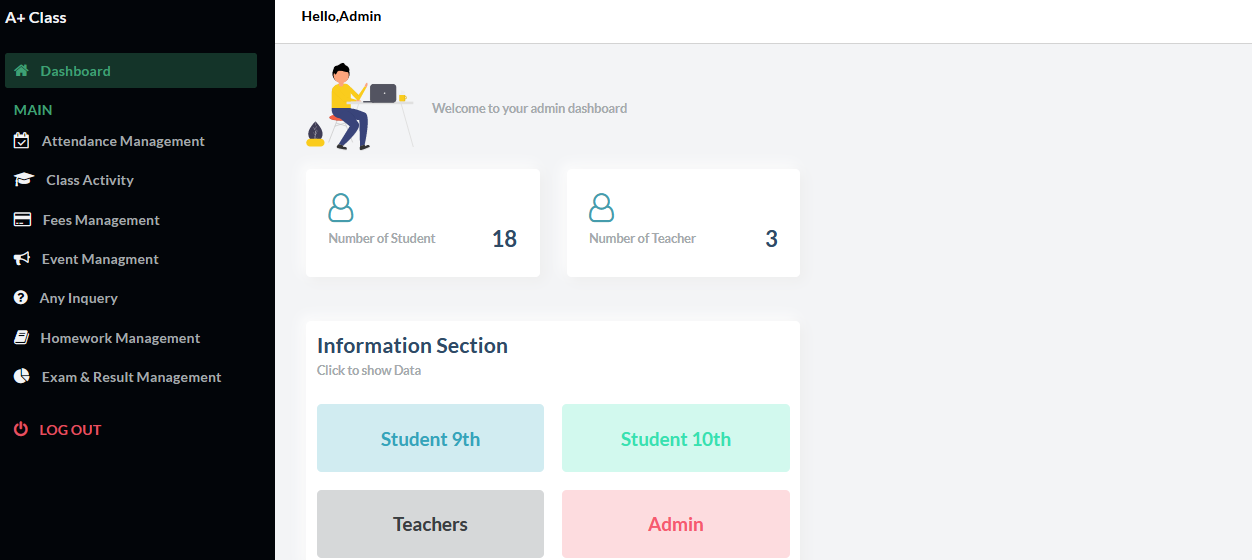 A+ Class
Dashboard
MAIN
Attendance Management
Class Activity
Fees Management
Event Managment
Any Inquery
Homework Management
Exam & Result Management
LOG OUT
Hello,Admin
Welcome to your admin dashboard
Number of Student 18
Number of Teacher 3
Information Section
Click to show Data
Student 9th
Student 10th
Teachers
Admin